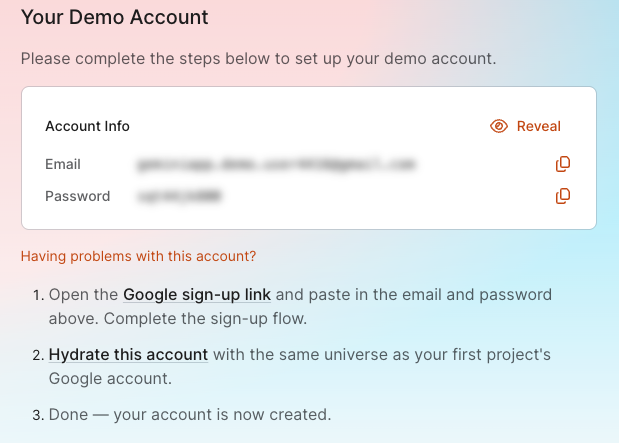 Your Demo Account
Please complete the steps below to set up your demo account.
Account Info
Reveal
Email
Password
Having problems with this account?
1. Open the Google sign-up link and paste in the email and password
above. Complete the sign-up flow.
2. Hydrate this account with the same universe as your first project's
Google account.
3. Done — your account is now created.